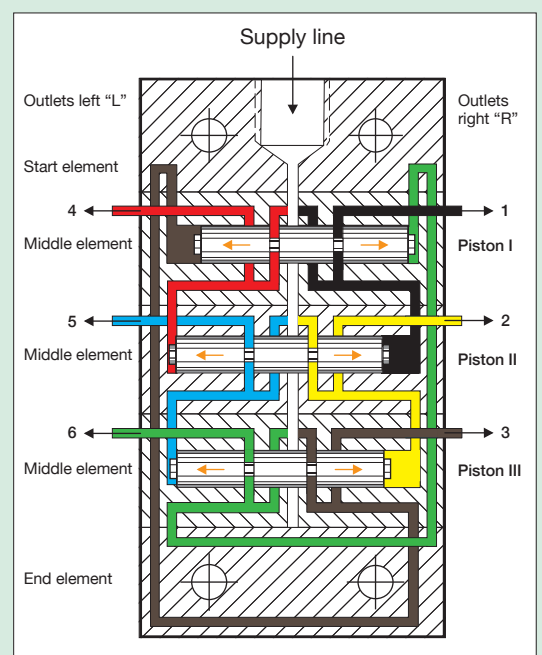 Supply line
Outlets left “L”
Outlets
right “R”
Start element
4
1
Middle element
Piston I
5
2
Middle element
Piston II
6
3
Middle element
Piston III
End element